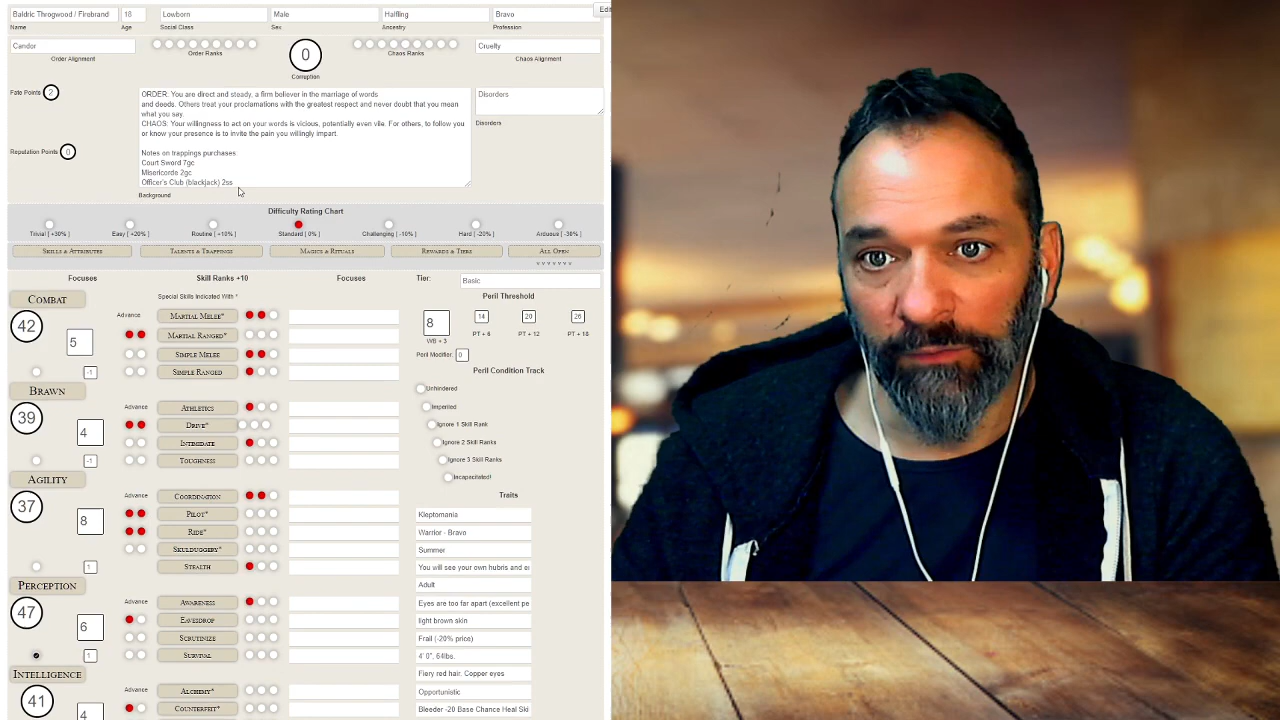 Baldric Throgwood / Firebrand 18 Lowborn Male Halfling Bravo Edi
Name Age Social Class Sex Ancestry Profession
Candor 0 Cruelty
Order Alignment Order Ranks Corruption Chaos Ranks Chaos Alignment
Fate Points 2
ORDER: You are direct and steady, a firm believer in the marriage of words
and deeds. Others treat your proclamations with the greatest respect and never doubt that you mean
what you say.
CHAOS: Your willingness to act on your words is vicious, potentially even vile. For others, to follow you
or know your presence is to invite the pain you willingly impart.
Notes on trappings purchases:
Court Sword 7gc
Misericorde 2gc
Officer's Club (blackjack) 2ss
Background
Disorders
Disorders
Reputation Points 0
Difficulty Rating Chart
Trivial [ +30% ] Easy [ +20% ] Routine [ +10% ] Standard [ 0% ] Challenging [ -10% ] Hard [ -20% ] Arduous [ -30% ]
SKILLS & ATTRIBUTES TALENTS & TRAPPINGS MAGICS & RITUALS REWARDS & TIERS ALL OPEN
v v v v v v v
Focuses Skill Ranks +10 Focuses Tier: Basic
Special Skills Indicated With *
COMBAT
42
5
-1
Advance
MARTIAL MELEE*
MARTIAL RANGED*
SIMPLE MELEE
SIMPLE RANGED
BRAWN
39
4
-1
Advance
ATHLETICS
DRIVE*
INTIMIDATE
TOUGHNESS
AGILITY
37
8
1
Advance
COORDINATION
PILOT*
RIDE*
SKULDUGGERY*
STEALTH
PERCEPTION
47
6
1
Advance
AWARENESS
EAVESDROP
SCRUTINIZE
SURVIVAL
INTELLIGENCE
41
4
Advance
ALCHEMY*
COUNTERFEIT*
Peril Threshold
8 14 20 26
WB + 3 PT + 6 PT + 12 PT + 18
Peril Modifier: 0
Peril Condition Track
Unhindered
Imperiled
Ignore 1 Skill Rank
Ignore 2 Skill Ranks
Ignore 3 Skill Ranks
Incapacitated!
Traits
Kleptomania
Warrior - Bravo
Summer
You will see your own hubris and
Adult
Eyes are too far apart (excellent pe
light brown skin
Frail (-20% price)
4' 0", 64lbs.
Fiery red hair, Copper eyes
Opportunistic
Bleeder -20 Base Chance Heal Ski